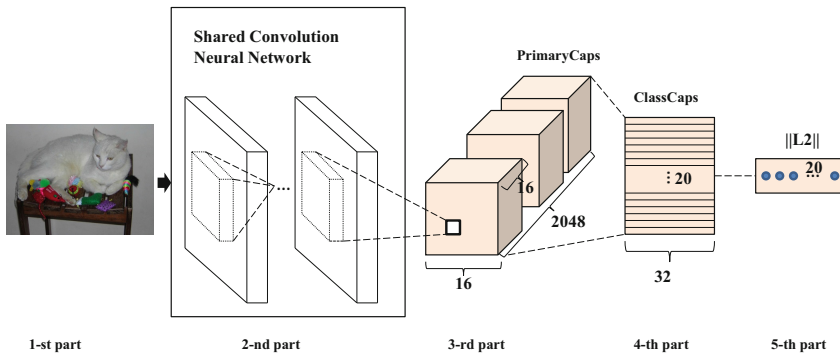 Shared Convolution
Neural Network
PrimaryCaps
ClassCaps
||L2||
...
16
2048
16
⋮ 20
32
20
...
1-st part
2-nd part
3-rd part
4-th part
5-th part